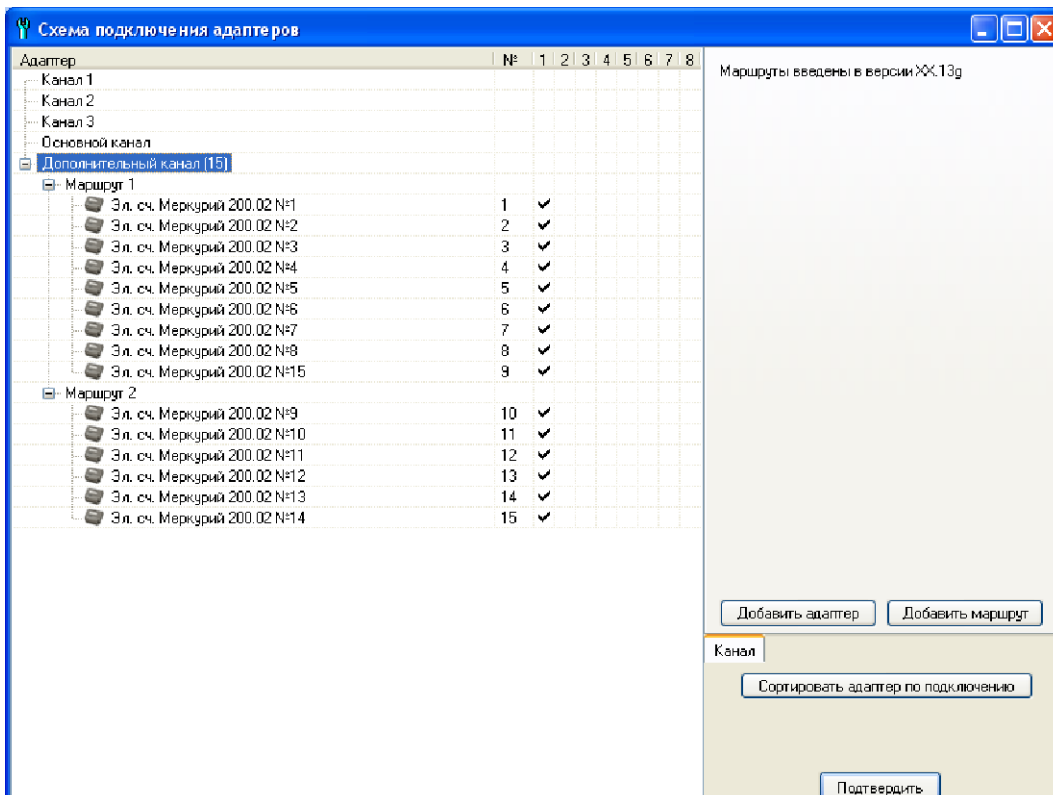 Схема подключения адаптеров
Адаптер № 1 2 3 4 5 6 7 8
Канал 1
Канал 2
Канал 3
Основной канал
Дополнительный канал (15)
Маршрут 1
Эл. сч. Меркурий 200.02 №1 1
Эл. сч. Меркурий 200.02 №2 2
Эл. сч. Меркурий 200.02 №3 3
Эл. сч. Меркурий 200.02 №4 4
Эл. сч. Меркурий 200.02 №5 5
Эл. сч. Меркурий 200.02 №6 6
Эл. сч. Меркурий 200.02 №7 7
Эл. сч. Меркурий 200.02 №8 8
Эл. сч. Меркурий 200.02 №15 9
Маршрут 2
Эл. сч. Меркурий 200.02 №9 10
Эл. сч. Меркурий 200.02 №10 11
Эл. сч. Меркурий 200.02 №11 12
Эл. сч. Меркурий 200.02 №12 13
Эл. сч. Меркурий 200.02 №13 14
Эл. сч. Меркурий 200.02 №14 15
Маршруты введены в версии XX.13g
Добавить адаптер
Добавить маршрут
Канал
Сортировать адаптер по подключению
Подтвердить